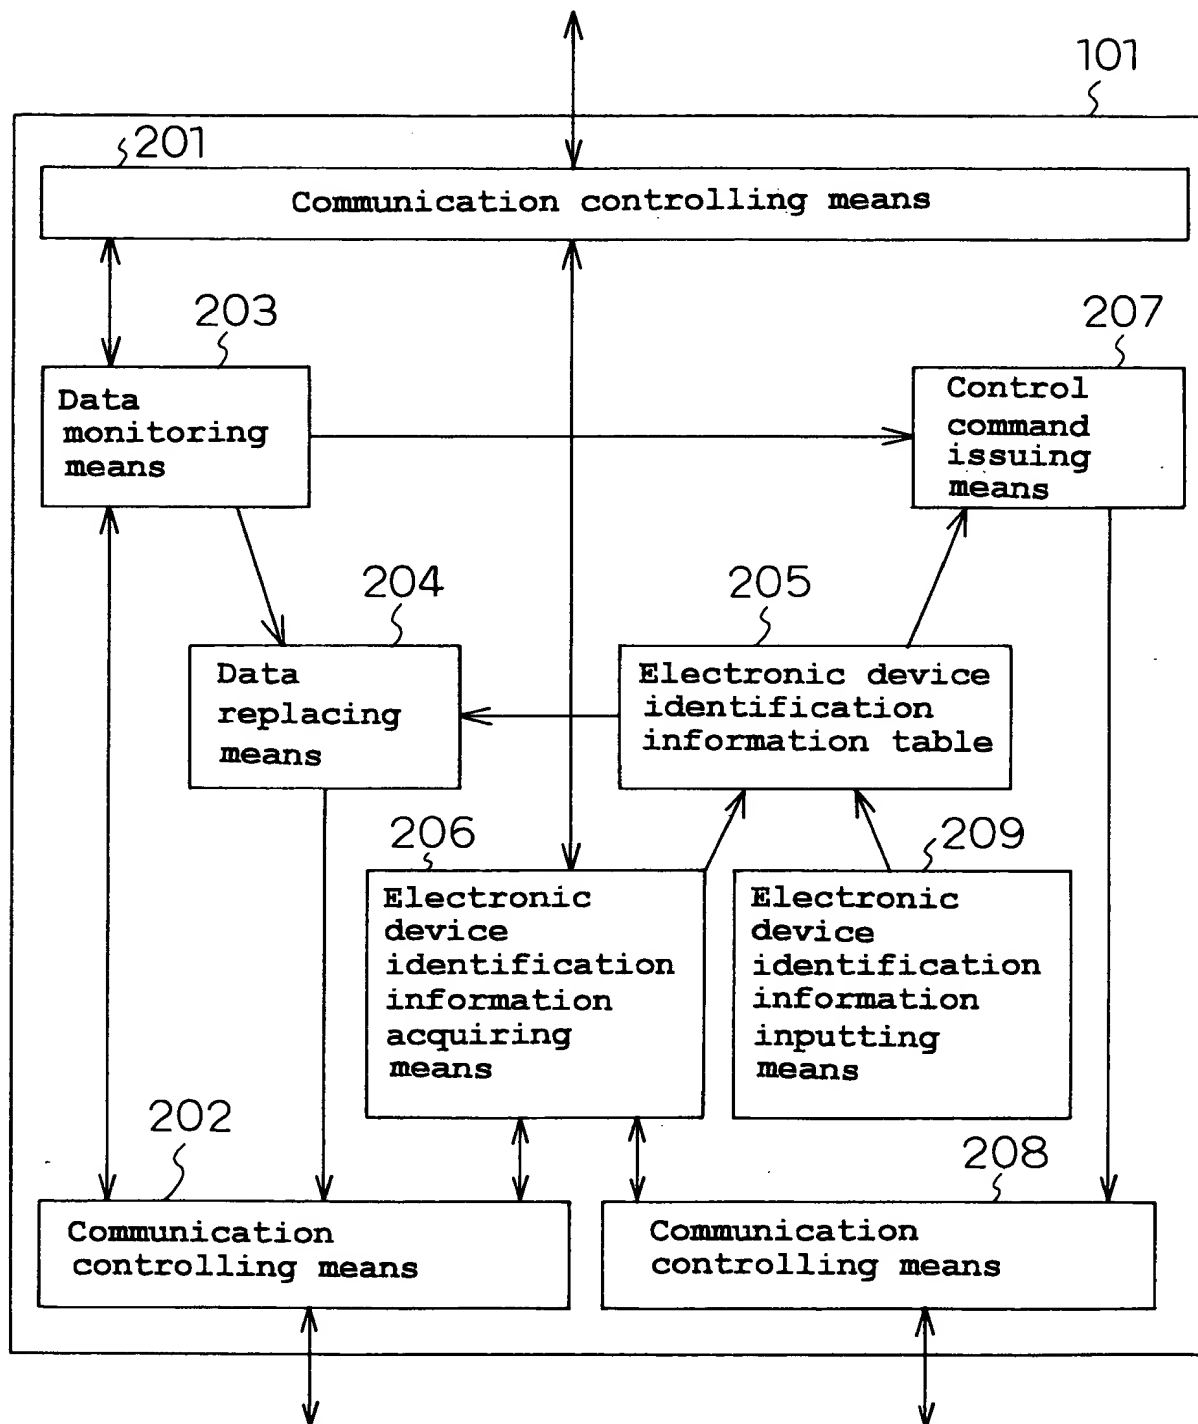 101
201
Communication controlling means
203
207
Data
monitoring
means
Control
command
issuing
means
204
205
Data
replacing
means
Electronic device
identification
information table
206
209
Electronic
device
identification
information
acquiring
means
Electronic
device
identification
information
inputting
means
202
208
Communication
controlling means
Communication
controlling means